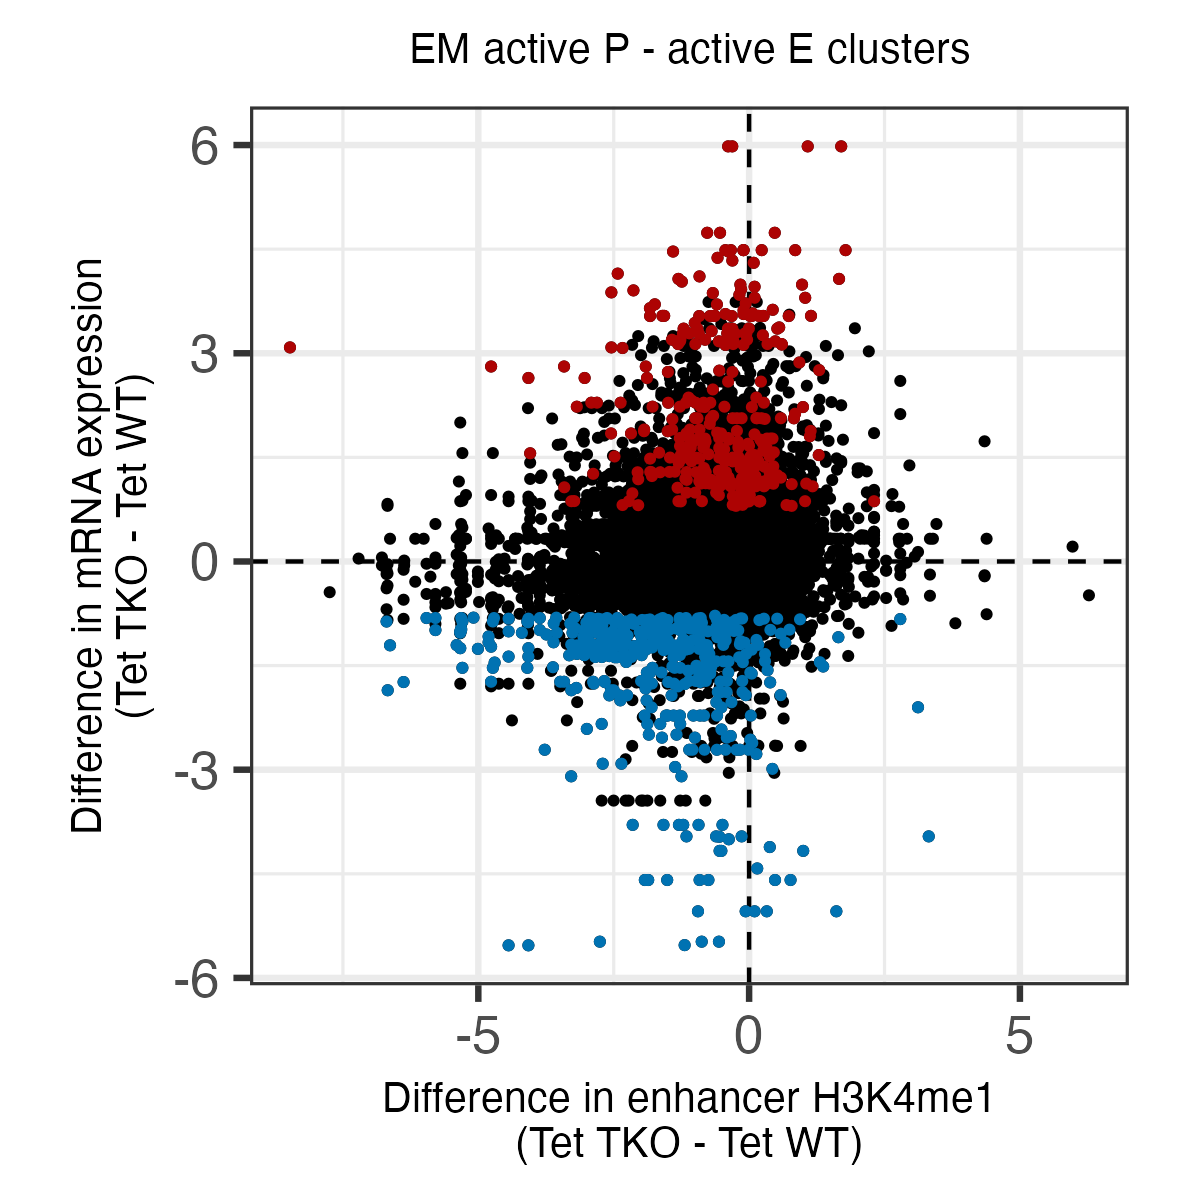 EM active P - active E clusters
Difference in mRNA expression
(Tet TKO - Tet WT)
6
3
0
-3
-6
-5
0
5
Difference in enhancer H3K4me1
(Tet TKO - Tet WT)